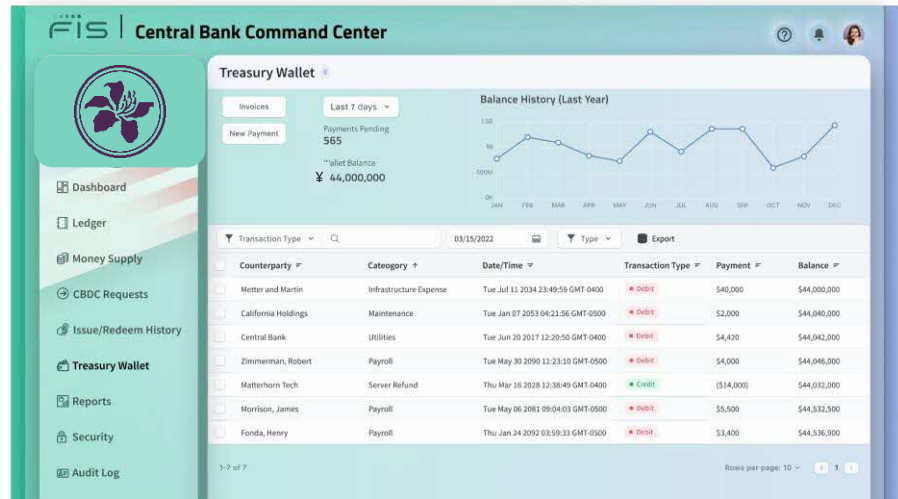 FIS | Central Bank Command Center
Treasury Wallet
Invoices
Last 7 days
New Payment
Payments Pending
565
Wallet Balance
¥ 44,000,000
Balance History (Last Year)
1.5B
500M
0K
JAN FEB MAR APR MAY JUN JUL AUG SEP OCT NOV DEC
Dashboard
Ledger
Money Supply
CBDC Requests
Issue/Redeem History
Treasury Wallet
Reports
Security
Audit Log
Transaction Type
03/15/2022
Type
Export
Counterparty Cateogory Date/Time Transaction Type Payment Balance
Metter and Martin Infrastructure Expense Tue Jul 11 2034 23:49:59 GMT-0400 Debit $40,000 $44,000,000
California Holdings Maintenance Tue Jan 07 2053 04:21:56 GMT-0500 Debit $2,000 $44,040,000
Central Bank Utilities Tue Jun 20 2017 12:20:50 GMT-0400 Debit $4,420 $44,042,000
Zimmerman, Robert Payroll Tue May 30 2090 11:23:10 GMT-0500 Debit $4,000 $44,046,000
Matterhorn Tech Server Refund Thu Mar 16 2028 12:38:49 GMT-0400 Credit ($14,000) $44,032,000
Morrison, James Payroll Tue May 06 2081 09:04:03 GMT-0500 Debit $5,500 $44,532,500
Fonda, Henry Payroll Thu Jan 24 2092 03:59:33 GMT-0500 Debit $3,400 $44,536,900
1-7 of 7
Rows per page: 10
1